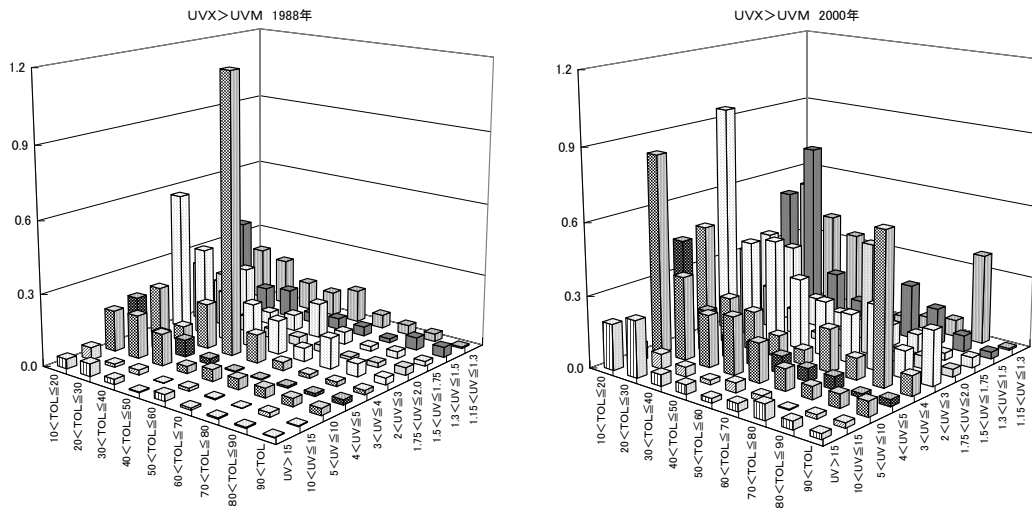 UVX＞UVM 1988年
1.2
0.9
0.6
0.3
0.0
10＜TOL≦20
20＜TOL≦30
30＜TOL≦40
40＜TOL≦50
50＜TOL≦60
60＜TOL≦70
70＜TOL≦80
80＜TOL≦90
90＜TOL
UV＞15
10＜UV≦15
5＜UV≦10
4＜UV≦5
3＜UV≦4
2＜UV≦3
1.75＜UV≦2.0
1.5＜UV≦1.75
1.3＜UV≦1.5
1.15＜UV≦1.3
UVX＞UVM 2000年
1.2
0.9
0.6
0.3
0.0
10＜TOL≦20
20＜TOL≦30
30＜TOL≦40
40＜TOL≦50
50＜TOL≦60
60＜TOL≦70
70＜TOL≦80
80＜TOL≦90
90＜TOL
UV＞15
10＜UV≦15
5＜UV≦10
4＜UV≦5
3＜UV≦4
2＜UV≦3
1.75＜UV≦2.0
1.5＜UV≦1.75
1.3＜UV≦1.5
1.15＜UV≦1.3